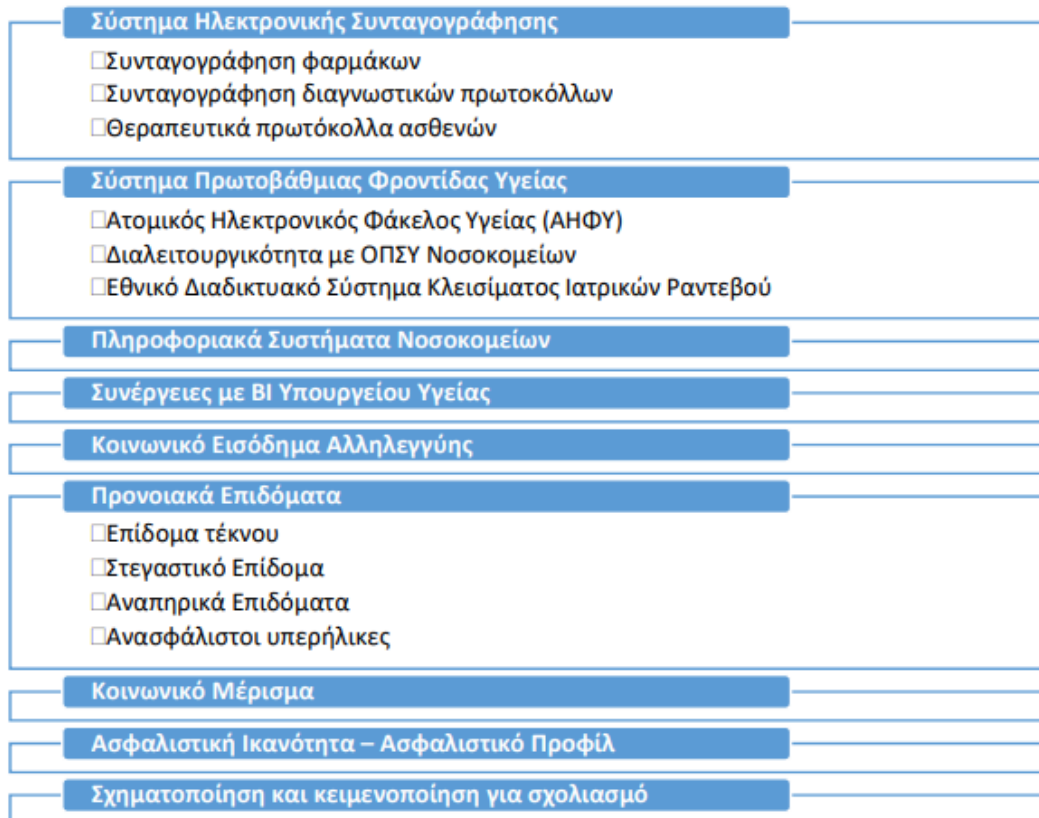 Σύστημα Ηλεκτρονικής Συνταγογράφησης
□Συνταγογράφηση φαρμάκων
□Συνταγογράφηση διαγνωστικών πρωτοκόλλων
□Θεραπευτικά πρωτόκολλα ασθενών
Σύστημα Πρωτοβάθμιας Φροντίδας Υγείας
□Ατομικός Ηλεκτρονικός Φάκελος Υγείας (ΑΗΦΥ)
□Διαλειτουργικότητα με ΟΠΣΥ Νοσοκομείων
□Εθνικό Διαδικτυακό Σύστημα Κλεισίματος Ιατρικών Ραντεβού
Πληροφοριακά Συστήματα Νοσοκομείων
Συνέργειες με BI Υπουργείου Υγείας
Κοινωνικό Εισόδημα Αλληλεγγύης
Προνοιακά Επιδόματα
□Επίδομα τέκνου
□Στεγαστικό Επίδομα
□Αναπηρικά Επιδόματα
□Ανασφάλιστοι υπερήλικες
Κοινωνικό Μέρισμα
Ασφαλιστική Ικανότητα – Ασφαλιστικό Προφίλ
Σχηματοποίηση και κειμενοποίηση για σχολιασμό